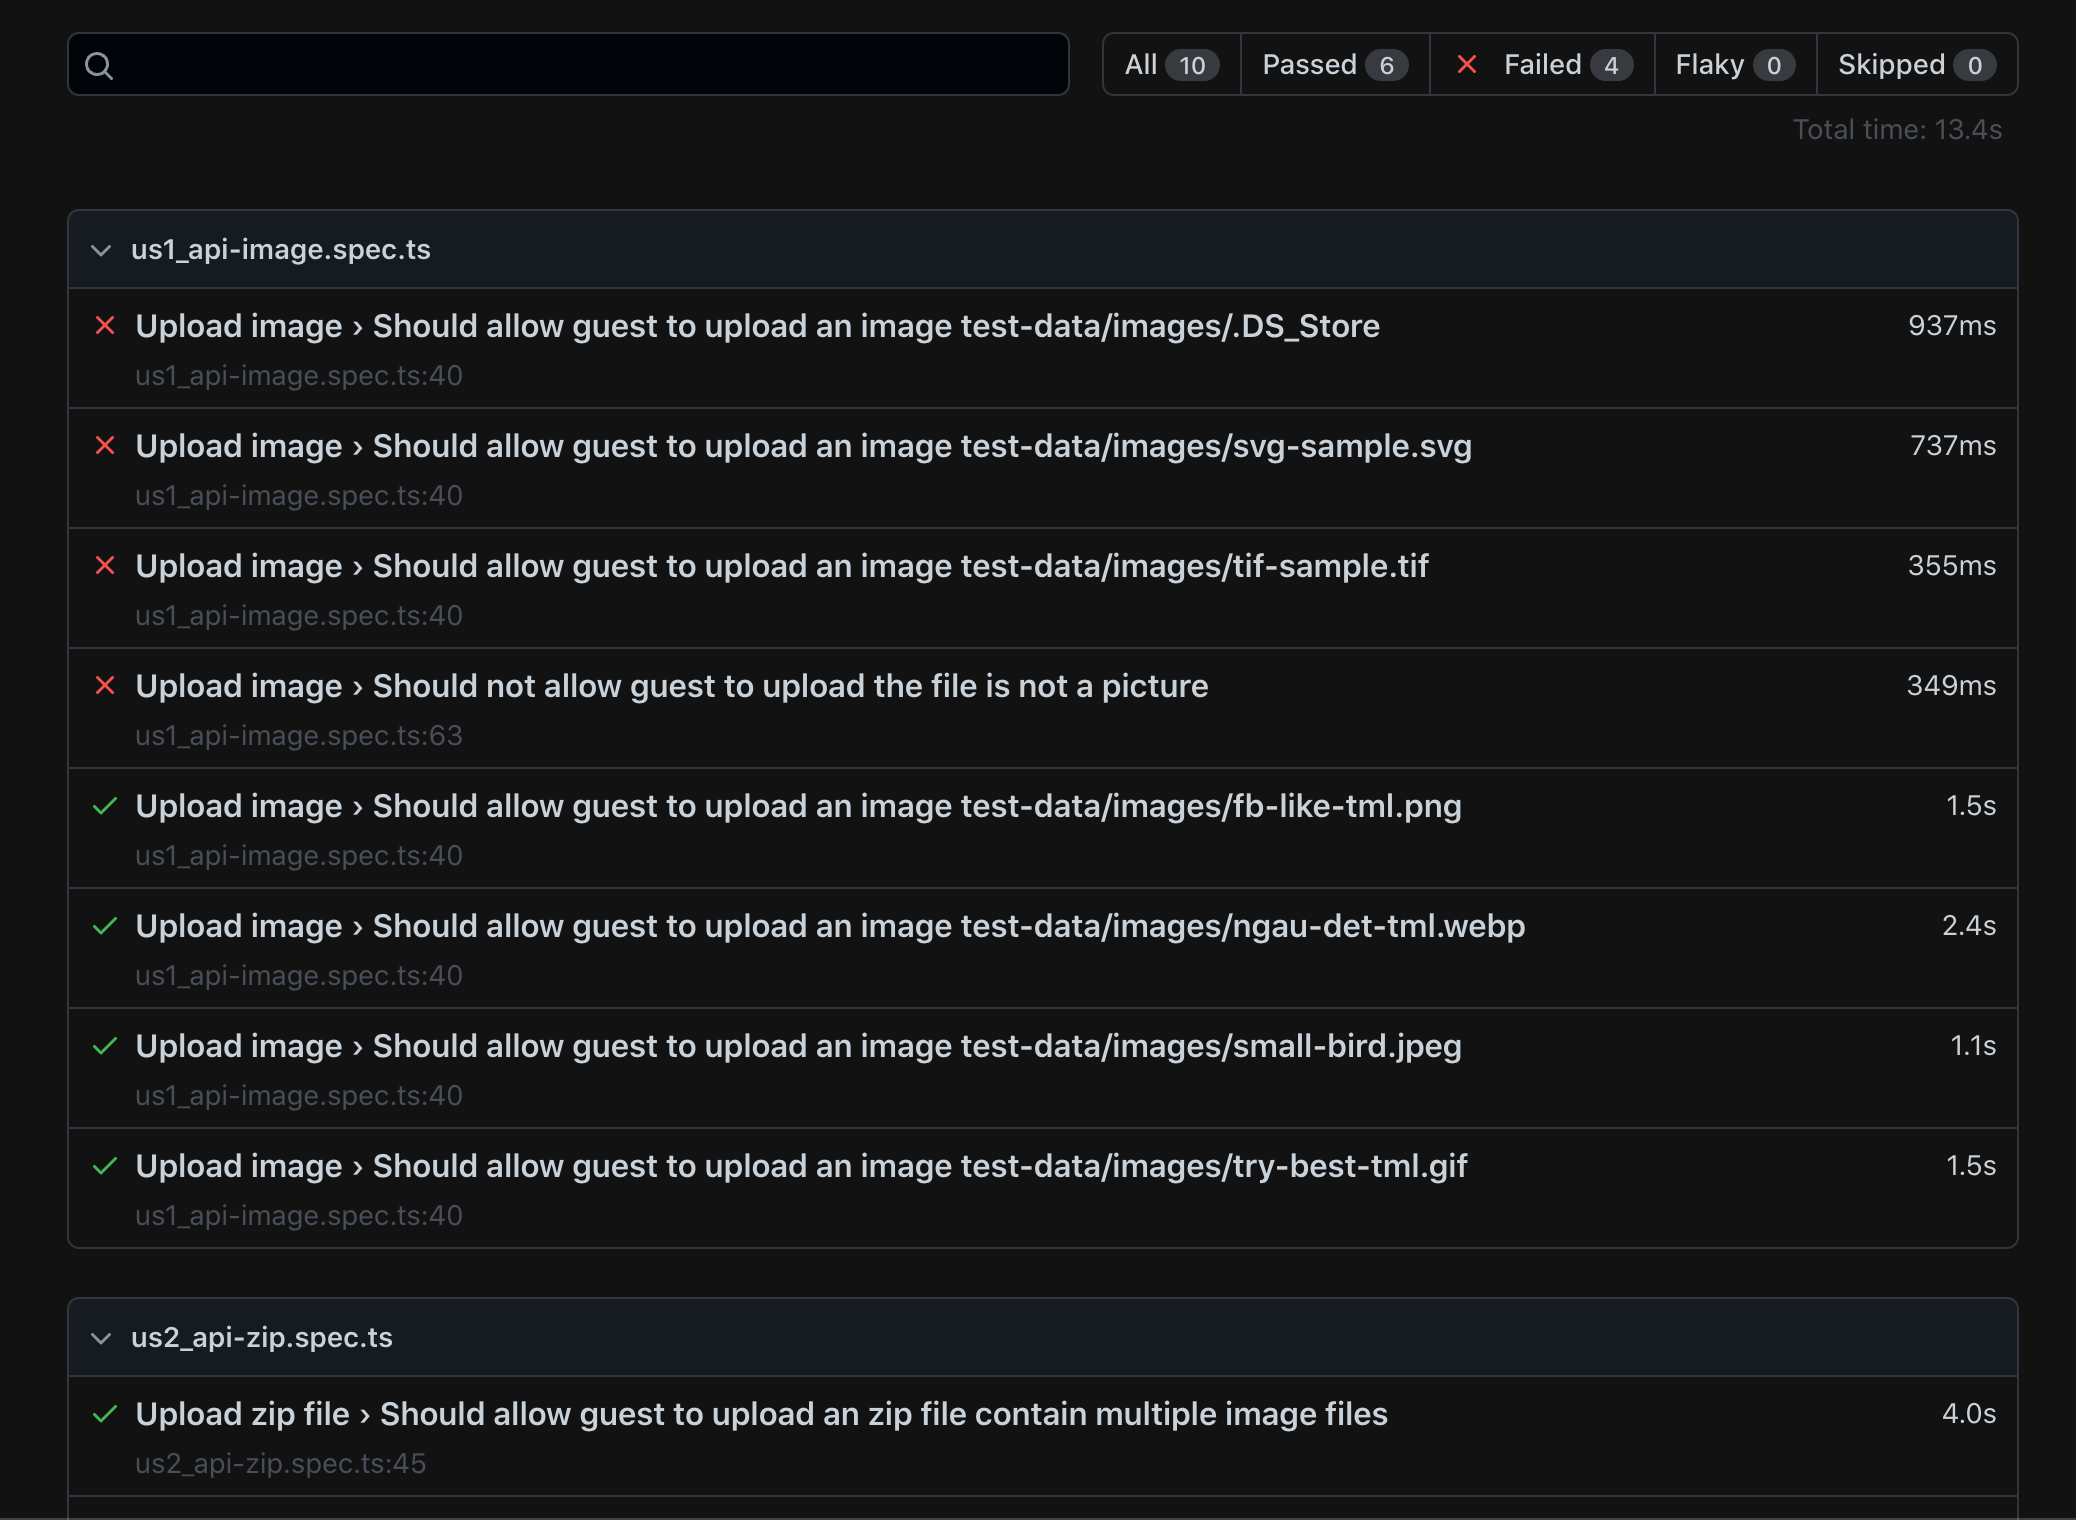 All 10 Passed 6 Failed 4 Flaky 0 Skipped 0
Total time: 13.4s
us1_api-image.spec.ts
Upload image › Should allow guest to upload an image test-data/images/.DS_Store 937ms
us1_api-image.spec.ts:40
Upload image › Should allow guest to upload an image test-data/images/svg-sample.svg 737ms
us1_api-image.spec.ts:40
Upload image › Should allow guest to upload an image test-data/images/tif-sample.tif 355ms
us1_api-image.spec.ts:40
Upload image › Should not allow guest to upload the file is not a picture 349ms
us1_api-image.spec.ts:63
Upload image › Should allow guest to upload an image test-data/images/fb-like-tml.png 1.5s
us1_api-image.spec.ts:40
Upload image › Should allow guest to upload an image test-data/images/ngau-det-tml.webp 2.4s
us1_api-image.spec.ts:40
Upload image › Should allow guest to upload an image test-data/images/small-bird.jpeg 1.1s
us1_api-image.spec.ts:40
Upload image › Should allow guest to upload an image test-data/images/try-best-tml.gif 1.5s
us1_api-image.spec.ts:40
us2_api-zip.spec.ts
Upload zip file › Should allow guest to upload an zip file contain multiple image files 4.0s
us2_api-zip.spec.ts:45